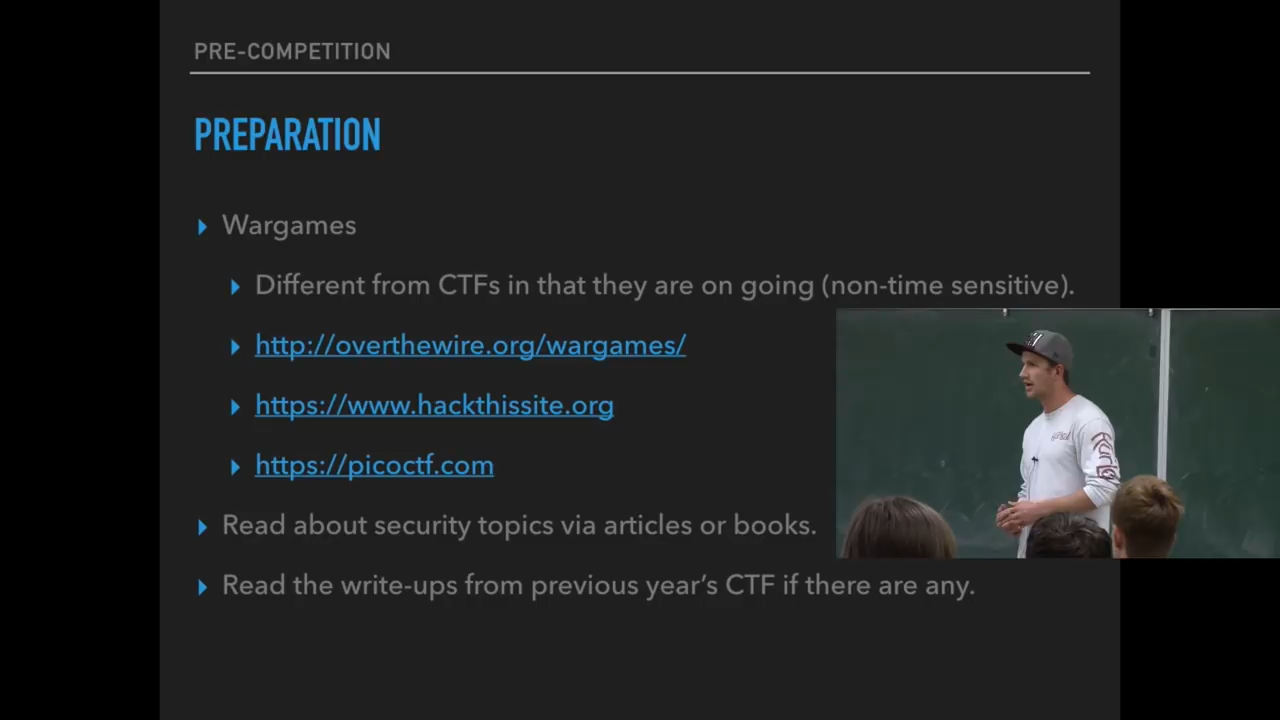 PRE-COMPETITION
PREPARATION
Wargames
Different from CTFs in that they are on going (non-time sensitive).
http://overthewire.org/wargames/
https://www.hackthissite.org
https://picoctf.com
Read about security topics via articles or books.
Read the write-ups from previous year's CTF if there are any.